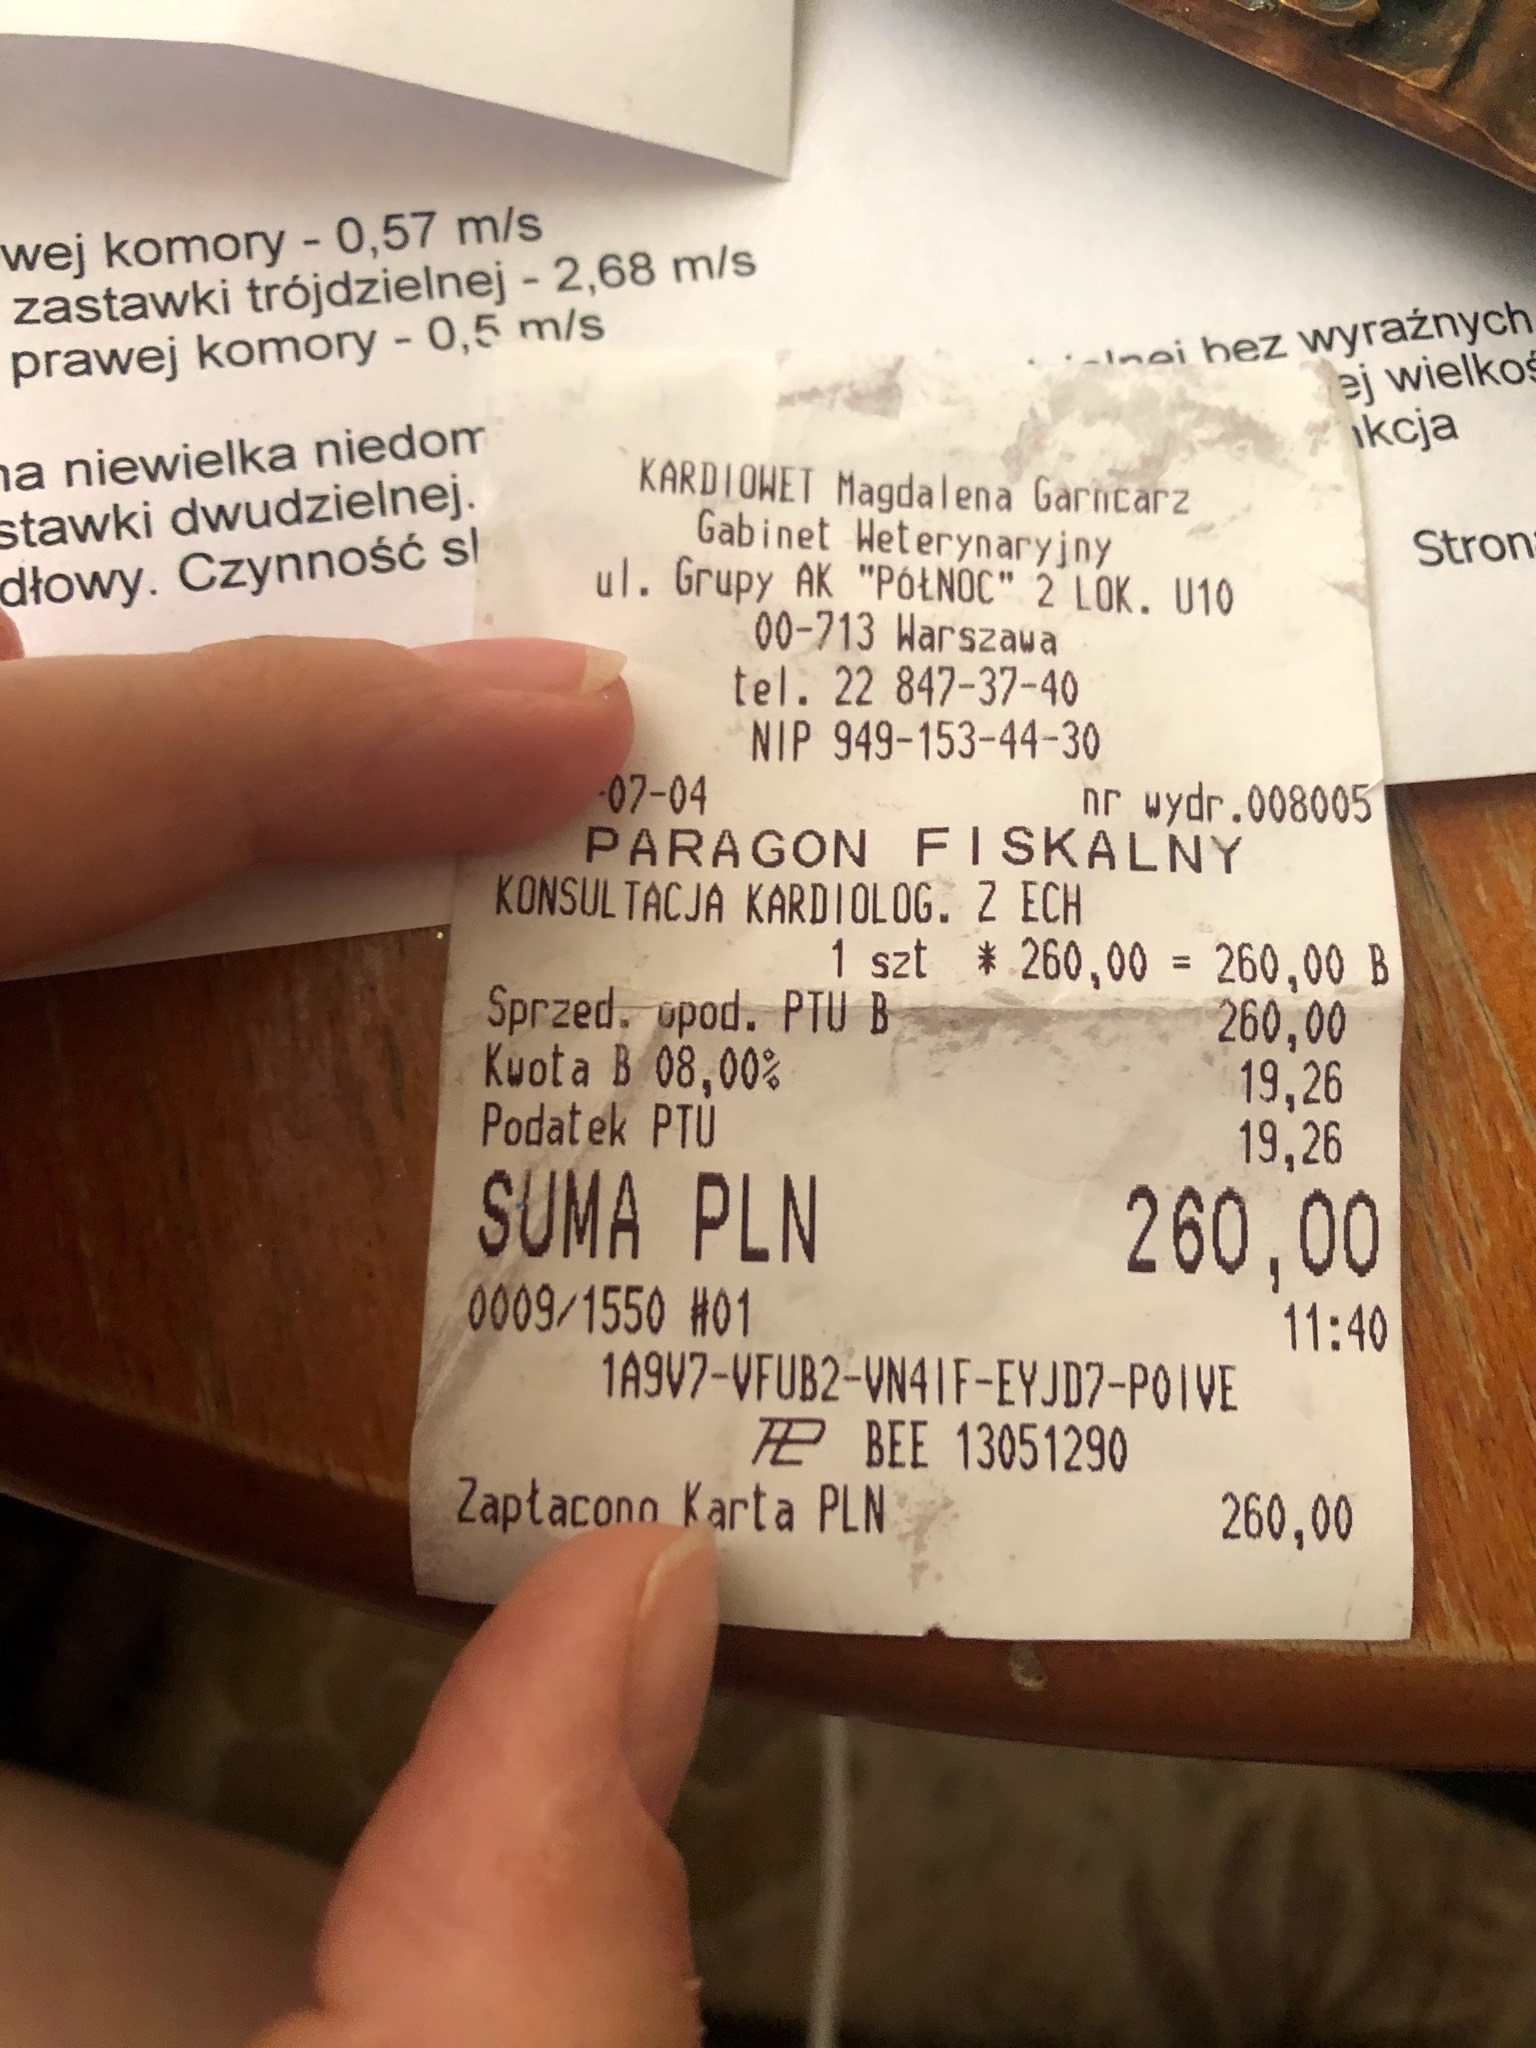 wej komory - 0,57 m/s
zastawki trójdzielnej - 2,68 m/s
prawej komory - 0,5 m/s
niewielka niedom
stawki dwudzielnej.
dłowy. Czynność
bez wyraźnych
ej wielkoś
nkcja
Stron
KARDIOWET Magdalena Garncarz
Gabinet Weterynaryjny
ul. Grupy AK "PÓŁNOC" 2 LOK. U10
00-713 Warszawa
tel. 22 847-37-40
NIP 949-153-44-30
-07-04 nr wydr.008005
PARAGON FISKALNY
KONSULTACJA KARDIOLOG. Z ECH
1 szt * 260,00 = 260,00 B
Sprzed. opod. PTU B 260,00
Kwota B 08,00% 19,26
Podatek PTU 19,26
SUMA PLN 260,00
0009/1550 #01 11:40
1A9V7-VFUB2-VN4IF-EYJD7-POIVE
BEE 13051290
Zapłacono Karta PLN 260,00